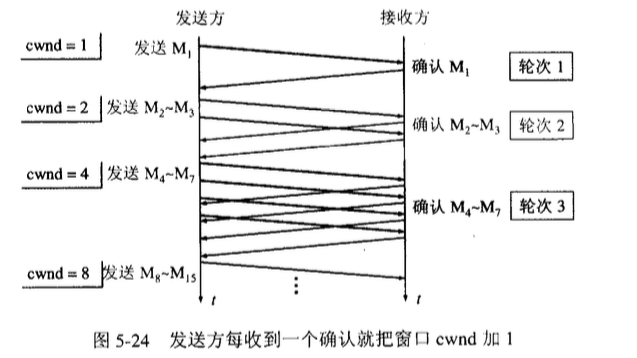 发送方 接收方
cwnd = 1 发送 M₁
确认 M₁ 轮次 1
cwnd = 2 发送 M₂~M₃
确认 M₂~M₃ 轮次 2
cwnd = 4 发送 M₄~M₇
确认 M₄~M₇ 轮次 3
cwnd = 8 发送 M₈~M₁₅
⋮
t t
图 5-24 发送方每收到一个确认就把窗口 cwnd 加 1